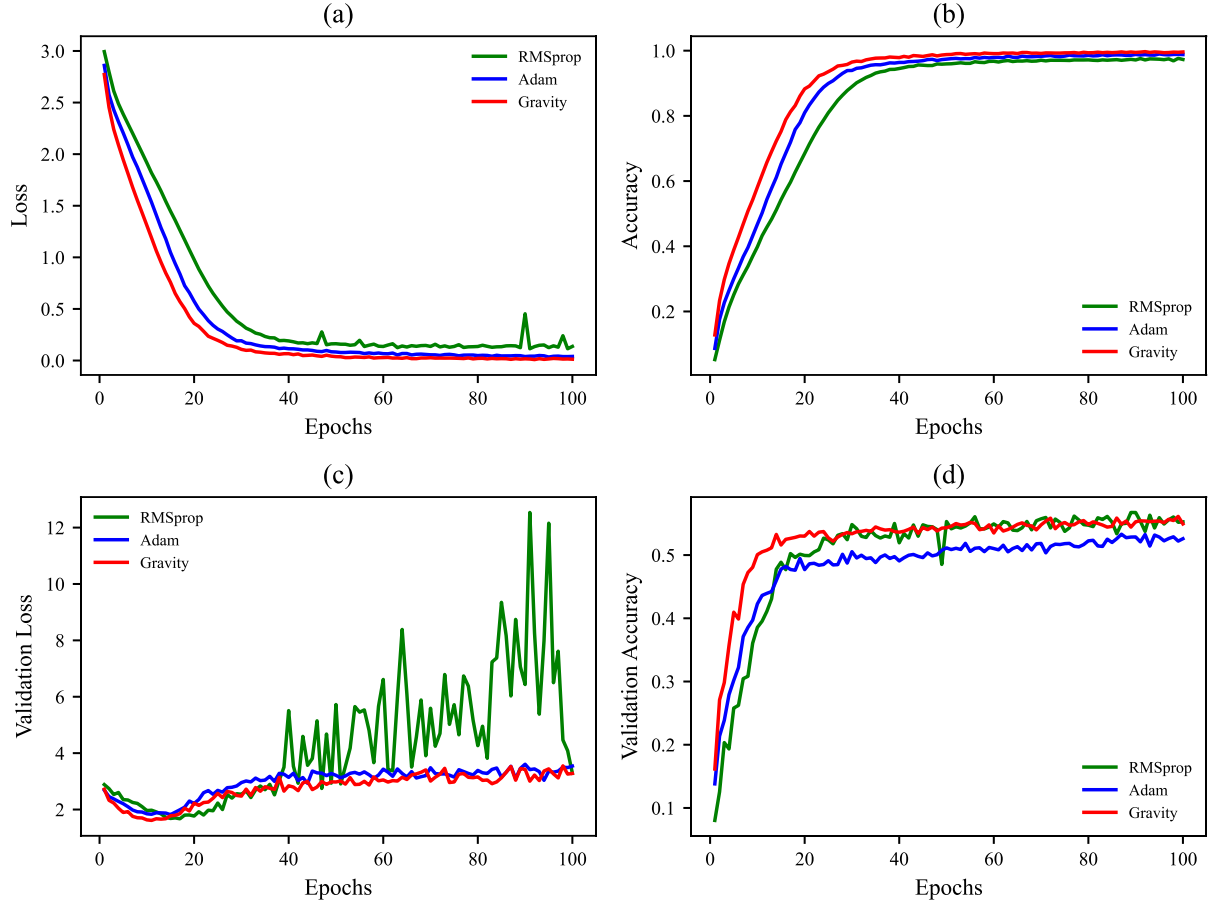 (a)
3.0
2.5
2.0
1.5
1.0
0.5
0.0
Loss
RMSprop
Adam
Gravity
0 20 40 60 80 100
Epochs
(b)
1.0
0.8
0.6
0.4
0.2
Accuracy
RMSprop
Adam
Gravity
0 20 40 60 80 100
Epochs
(c)
12
10
8
6
4
2
Validation Loss
RMSprop
Adam
Gravity
0 20 40 60 80 100
Epochs
(d)
0.5
0.4
0.3
0.2
0.1
Validation Accuracy
RMSprop
Adam
Gravity
0 20 40 60 80 100
Epochs